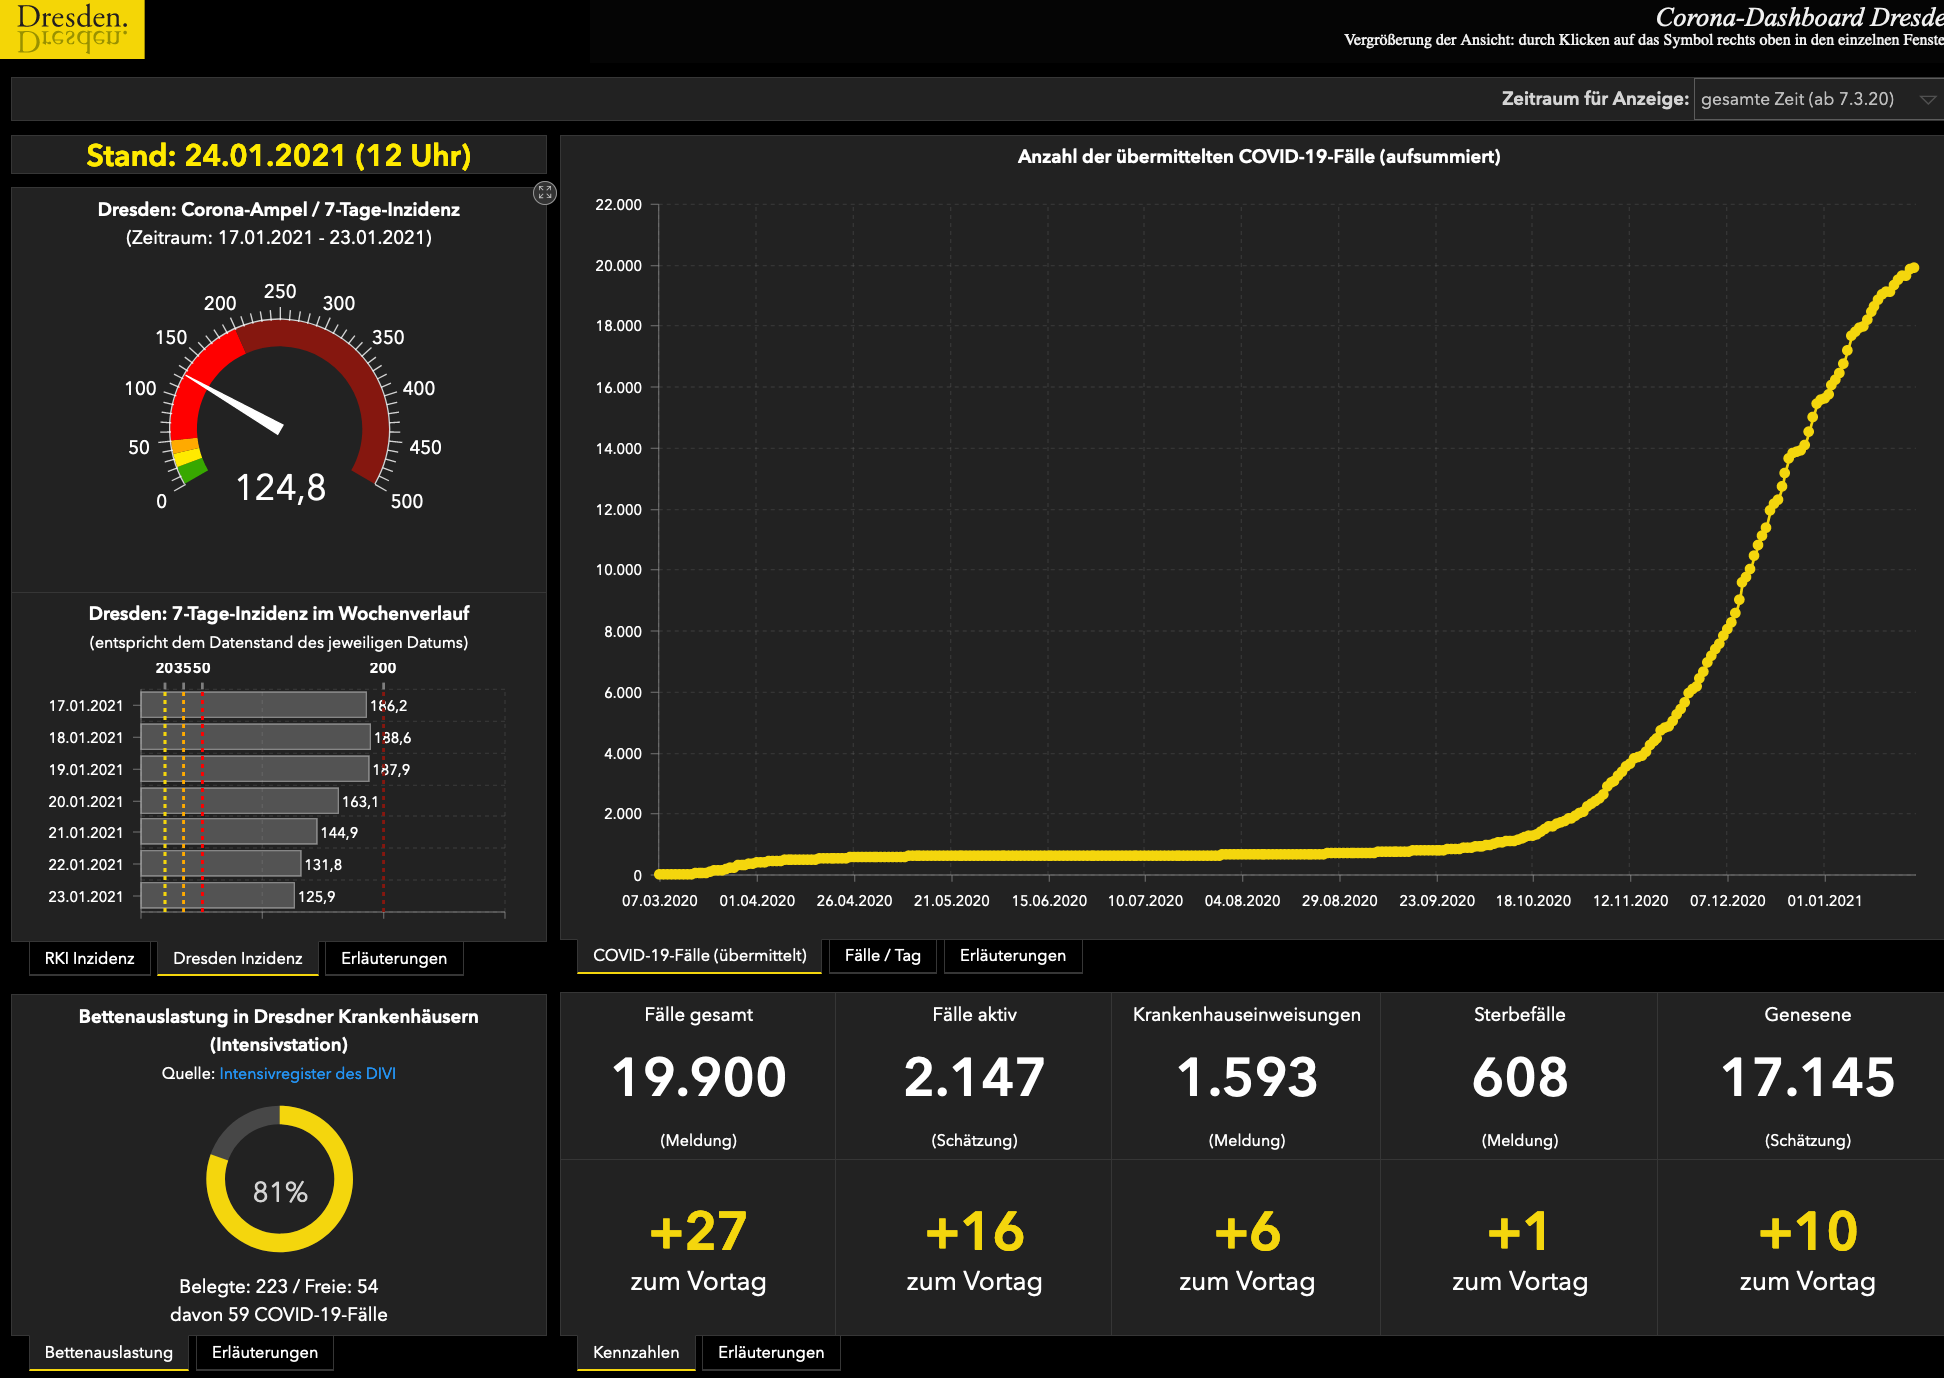 Dresden.
Dresden.
Corona-Dashboard Dresde
Vergrößerung der Ansicht: durch Klicken auf das Symbol rechts oben in den einzelnen Fenste
Zeitraum für Anzeige: gesamte Zeit (ab 7.3.20)
Stand: 24.01.2021 (12 Uhr)
Dresden: Corona-Ampel / 7-Tage-Inzidenz
(Zeitraum: 17.01.2021 - 23.01.2021)
0
50
100
150
200
250
300
350
400
450
500
124,8
Dresden: 7-Tage-Inzidenz im Wochenverlauf
(entspricht dem Datenstand des jeweiligen Datums)
20 35 50 200
17.01.2021 186,2
18.01.2021 188,6
19.01.2021 187,9
20.01.2021 163,1
21.01.2021 144,9
22.01.2021 131,8
23.01.2021 125,9
RKI Inzidenz Dresden Inzidenz Erläuterungen
Anzahl der übermittelten COVID-19-Fälle (aufsummiert)
22.000
20.000
18.000
16.000
14.000
12.000
10.000
8.000
6.000
4.000
2.000
0
07.03.2020 01.04.2020 26.04.2020 21.05.2020 15.06.2020 10.07.2020 04.08.2020 29.08.2020 23.09.2020 18.10.2020 12.11.2020 07.12.2020 01.01.2021
COVID-19-Fälle (übermittelt) Fälle / Tag Erläuterungen
Bettenauslastung in Dresdner Krankenhäusern
(Intensivstation)
Quelle: Intensivregister des DIVI
81%
Belegte: 223 / Freie: 54
davon 59 COVID-19-Fälle
Bettenauslastung Erläuterungen
Fälle gesamt
19.900
(Meldung)
+27
zum Vortag
Fälle aktiv
2.147
(Schätzung)
+16
zum Vortag
Krankenhauseinweisungen
1.593
(Meldung)
+6
zum Vortag
Sterbefälle
608
(Meldung)
+1
zum Vortag
Genesene
17.145
(Schätzung)
+10
zum Vortag
Kennzahlen Erläuterungen